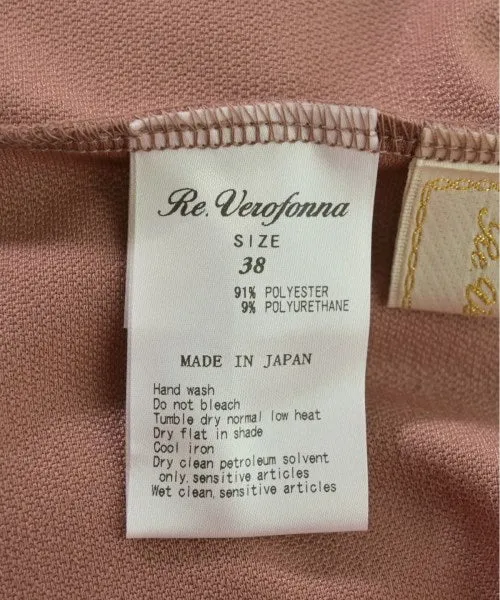 Re. Verofonna
SIZE
38
91% POLYESTER
9% POLYURETHANE
MADE IN JAPAN
Hand wash
Do not bleach
Tumble dry normal low heat
Dry flat in shade
Cool iron
Dry clean petroleum solvent
only. sensitive articles
Wet clean, sensitive articles
Re.